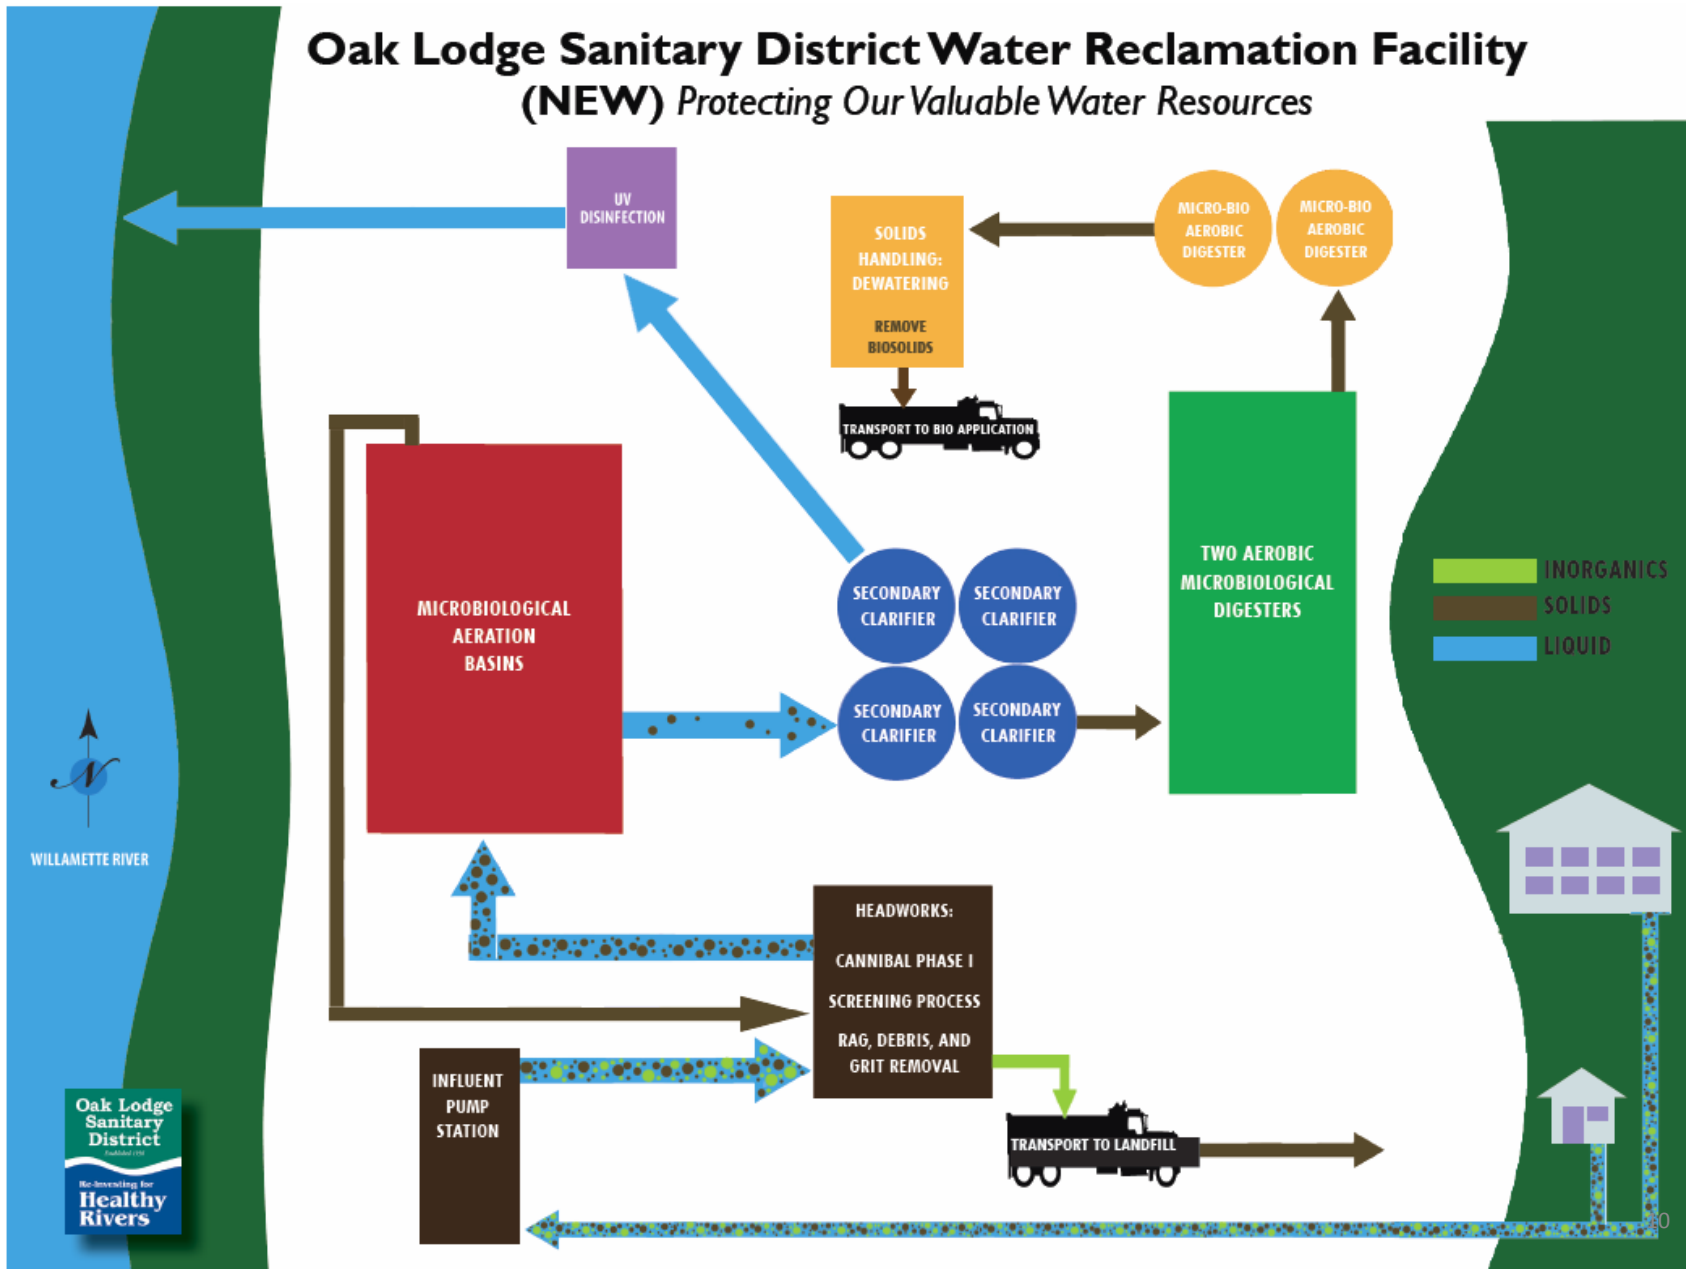 Oak Lodge Sanitary District Water Reclamation Facility
(NEW) Protecting Our Valuable Water Resources
UV
DISINFECTION
SOLIDS
HANDLING:
DEWATERING
REMOVE
BIOSOLIDS
MICRO-BIO
AEROBIC
DIGESTER
MICRO-BIO
AEROBIC
DIGESTER
TRANSPORT TO BIO APPLICATION
MICROBIOLOGICAL
AERATION
BASINS
SECONDARY
CLARIFIER
SECONDARY
CLARIFIER
SECONDARY
CLARIFIER
SECONDARY
CLARIFIER
TWO AEROBIC
MICROBIOLOGICAL
DIGESTERS
INORGANICS
SOLIDS
LIQUID
N
WILLAMETTE RIVER
HEADWORKS:
CANNIBAL PHASE I
SCREENING PROCESS
RAG, DEBRIS, AND
GRIT REMOVAL
INFLUENT
PUMP
STATION
TRANSPORT TO LANDFILL
Oak Lodge
Sanitary
District
Established 1956
Re-Investing for
Healthy
Rivers
10